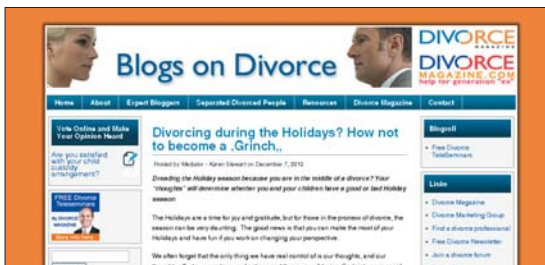 DIVORCE
MAGAZINE
Blogs on Divorce
DIVORCE
MAGAZINE.COM
help for generation "ex"
Home About Expert Bloggers Separated/Divorced People Resources Divorce Magazine Contact
Vote Online and Make
Your Opinion Heard
Are you satisfied
with your child
custody
arrangement?
FREE Divorce
Teleseminars
By DIVORCE
MAGAZINE
Divorcing during the Holidays? How not
to become a ‚Grinch‚,
Posted by Mediator - Karen Stewart on December 7, 2012
Dreading the Holiday season because you are in the middle of a divorce? Your
"thoughts" will determine whether you and your children have a good or bad Holiday
season
The Holidays are a time for joy and gratitude, but for those in the process of divorce, the
season can be very daunting. The good news is that you can make the most of your
Holidays and have fun if you work on changing your perspective.
We often forget that the only thing we have real control of is our thoughts, and our
Blogroll
Free Divorce
TeleSeminars
Links
Divorce Magazine
Divorce Marketing Group
Find a divorce professional
Free Divorce Newsletter
Join a divorce forum